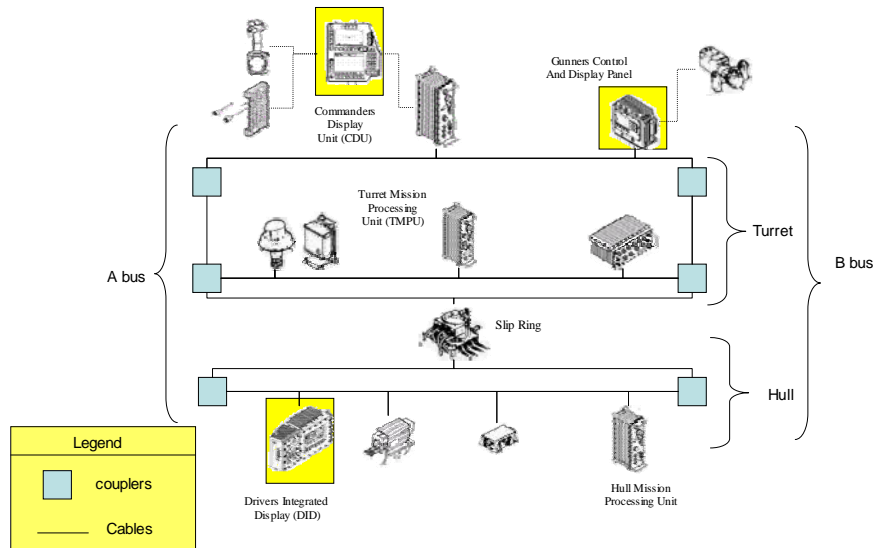 Gunners Control
And Display Panel
Commanders
Display
Unit (CDU)
Turret Mission
Processing
Unit (TMPU)
Turret
A bus
B bus
Slip Ring
Hull
Legend
couplers
Cables
Drivers Integrated
Display (DID)
Hull Mission
Processing Unit